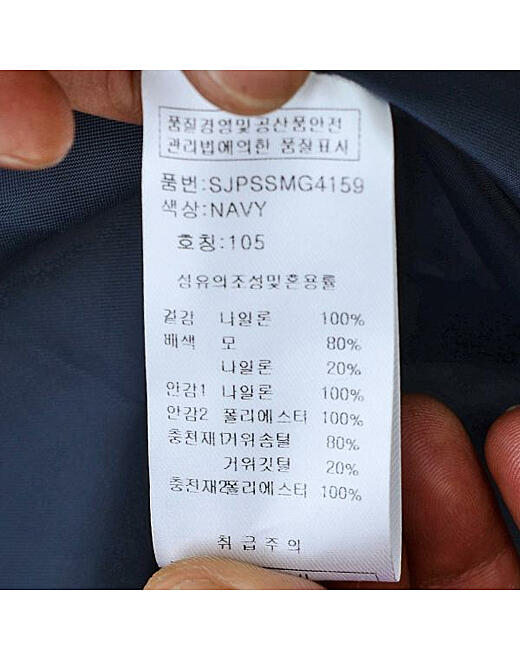 품질경영및공산품안전
관리법에의한 품질표시
품번:SJPSSMG4159
색상:NAVY
호칭:105
섬유의조성및혼용률
겉감 나일론 100%
배색 모 80%
나일론 20%
안감1 나일론 100%
안감2 폴리에스터 100%
충전재1거위솜털 80%
거위깃털 20%
충전재2폴리에스터 100%
취급주의